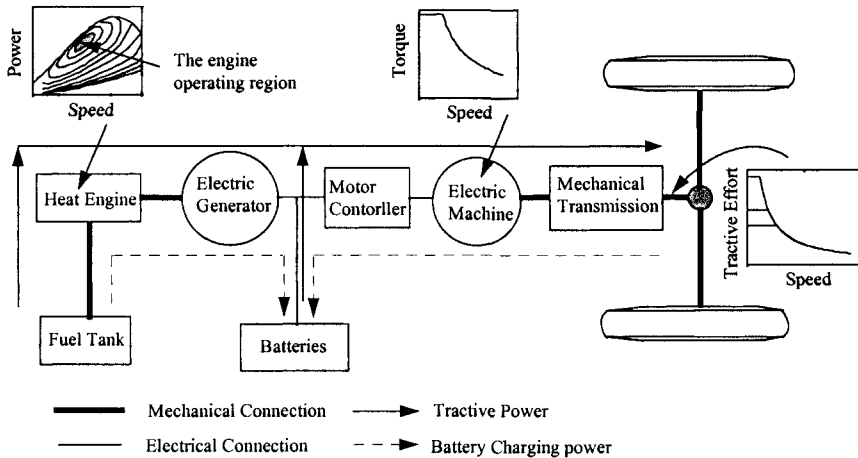 Power
The engine
operating region
Speed
Torque
Speed
Heat Engine
Electric
Generator
Motor
Contorller
Electric
Machine
Mechanical
Transmission
Tractive Effort
Speed
Fuel Tank
Batteries
Mechanical Connection
Tractive Power
Electrical Connection
Battery Charging power